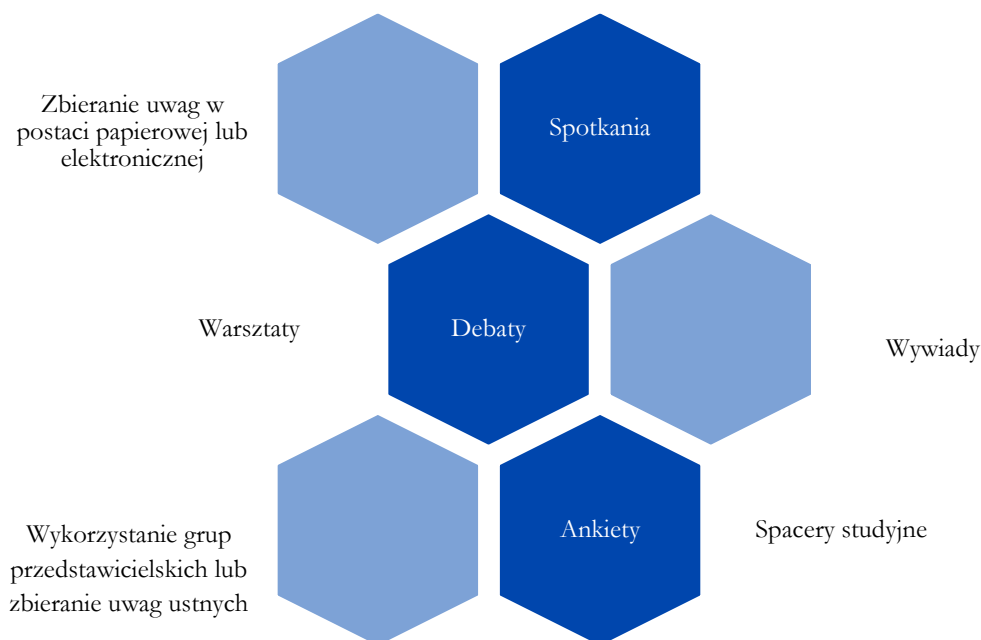 Zbieranie uwag w
postaci papierowej lub
elektronicznej
Spotkania
Warsztaty
Debaty
Wywiady
Wykorzystanie grup
przedstawicielskich lub
zbieranie uwag ustnych
Ankiety
Spacery studyjne